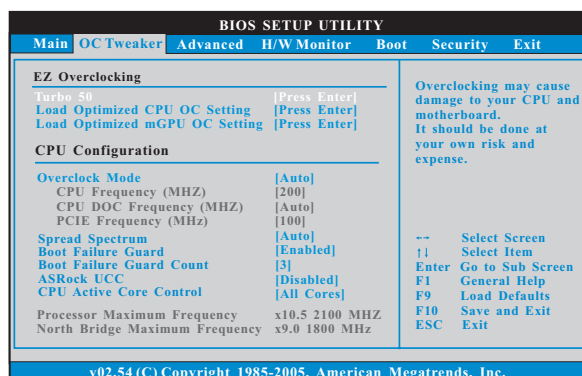 BIOS SETUP UTILITY
Main OC Tweaker Advanced H/W Monitor Boot Security Exit
EZ Overclocking
Turbo 50 [Press Enter]
Load Optimized CPU OC Setting [Press Enter]
Load Optimized mGPU OC Setting [Press Enter]
CPU Configuration
Overclock Mode [Auto]
CPU Frequency (MHZ) [200]
CPU DOC Frequency (MHZ) [Auto]
PCIE Frequency (MHz) [100]
Spread Spectrum [Auto]
Boot Failure Guard [Enabled]
Boot Failure Guard Count [3]
ASRock UCC [Disabled]
CPU Active Core Control [All Cores]
Processor Maximum Frequency x10.5 2100 MHZ
North Bridge Maximum Frequency x9.0 1800 MHz
Overclocking may cause
damage to your CPU and
motherboard.
It should be done at
your own risk and
expense.
←→ Select Screen
↑↓ Select Item
Enter Go to Sub Screen
F1 General Help
F9 Load Defaults
F10 Save and Exit
ESC Exit
v02.54 (C) Copyright 1985-2005, American Megatrends, Inc.